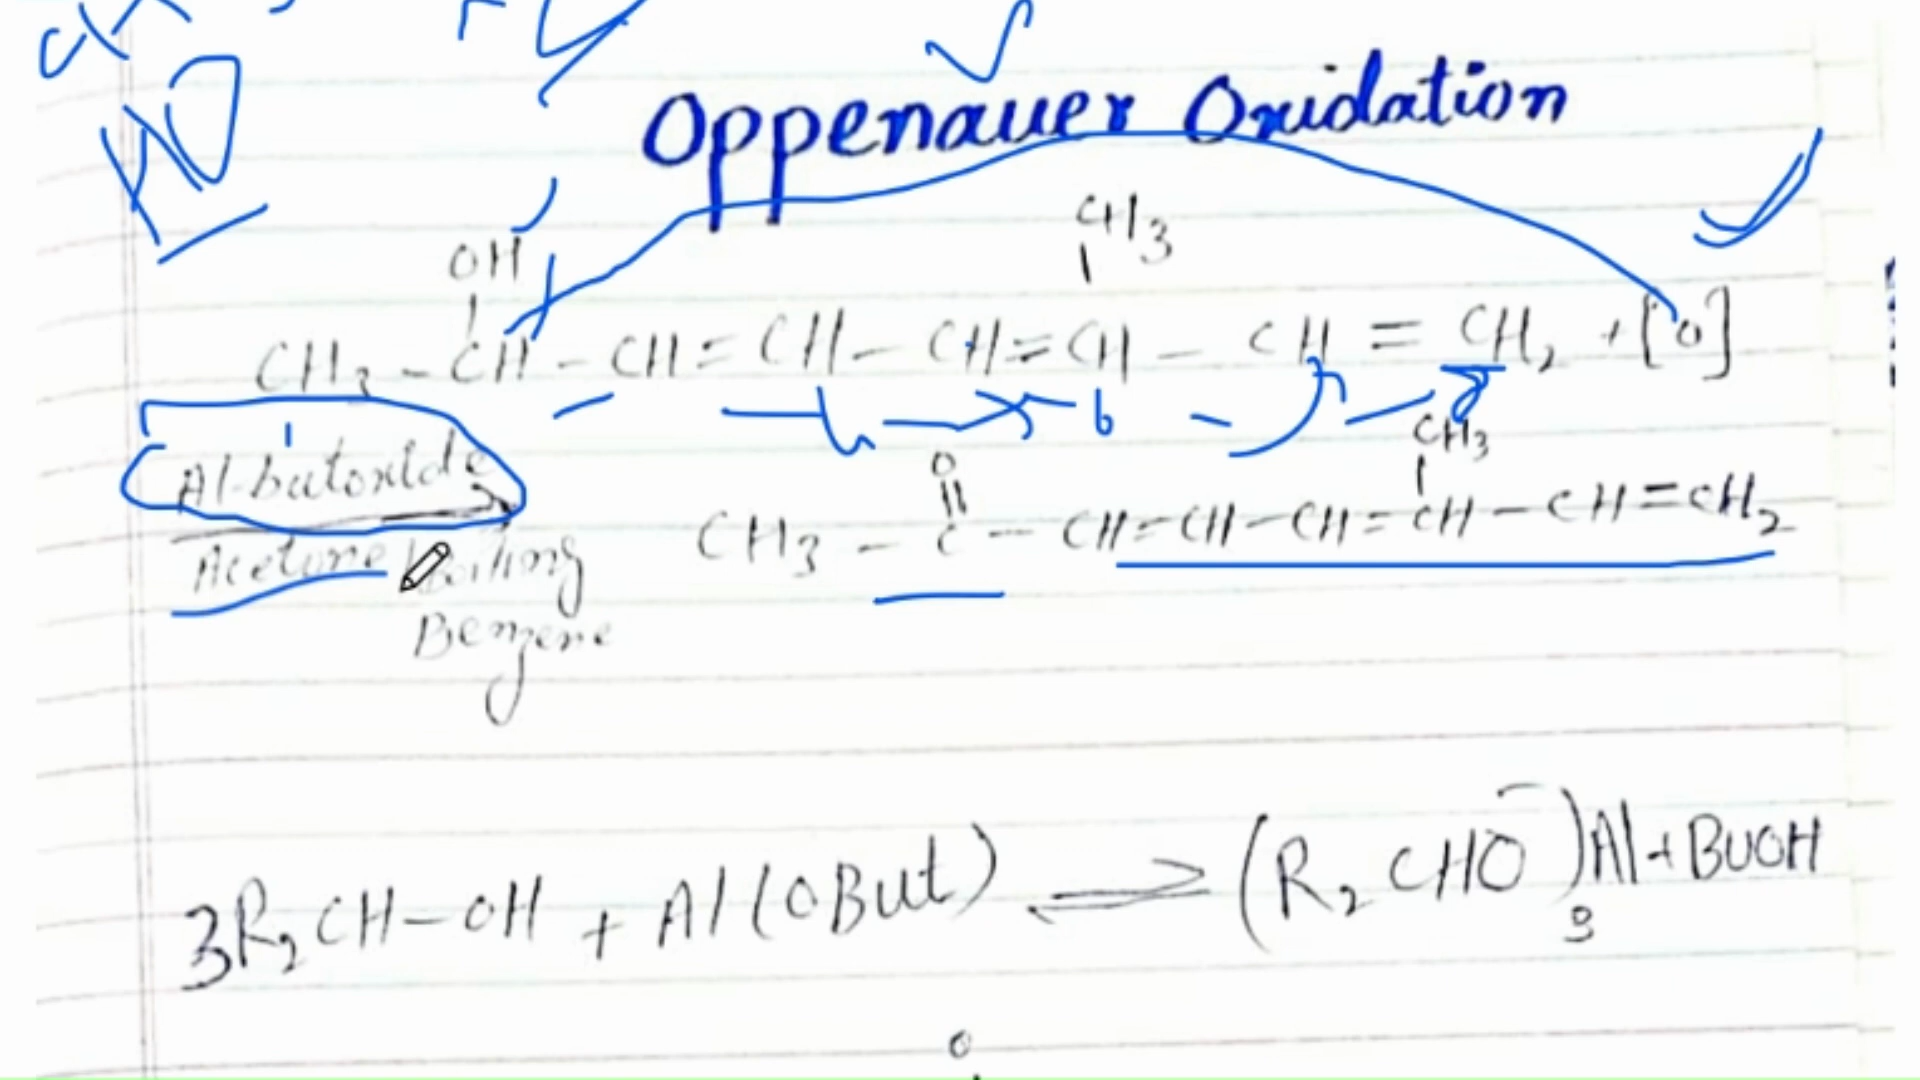 Oppenauer Oxidation
OH
CH3
CH3 - CH - CH = CH - CH = CH - CH = CH2 + [O]
Al-butoxide
Acetone Boiling
Benzene
O
CH3
CH3 - C - CH = CH - CH = CH - CH = CH2
3R2CH-OH + Al(OBut) ⇌ (R2CHO⁻)3Al + BuOH
O